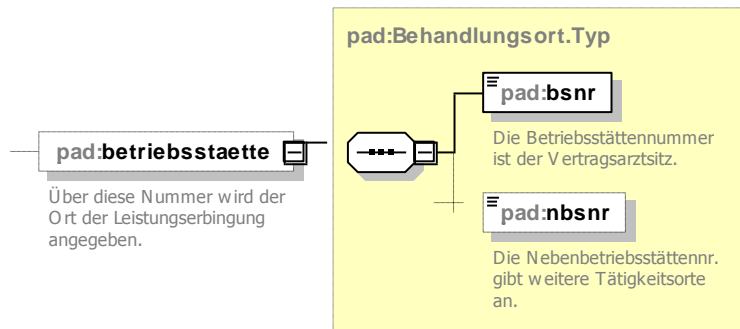 pad:Behandlungsort.Typ
pad:bsnr
Die Betriebsstättennummer
ist der Vertragsarztsitz.
pad:betriebsstaette
Über diese Nummer wird der
Ort der Leistungserbingung
angegeben.
pad:nbsnr
Die Nebenbetriebsstättennr.
gibt weitere Tätigkeitsorte
an.